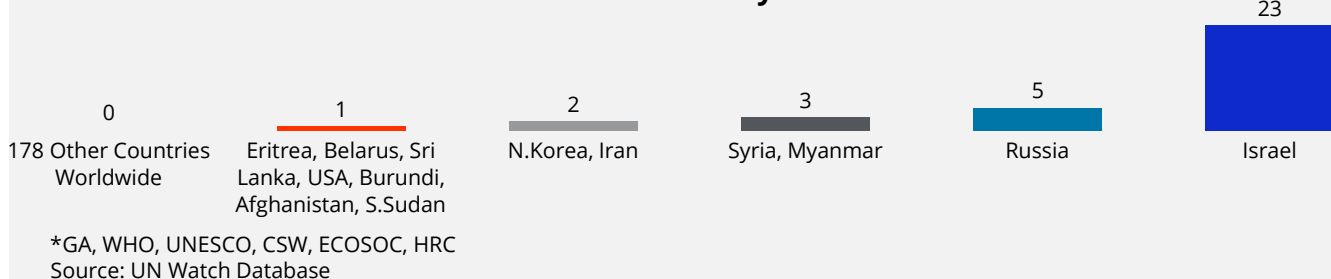 23
5
3
2
1
0
178 Other Countries
Worldwide
Eritrea, Belarus, Sri
Lanka, USA, Burundi,
Afghanistan, S.Sudan
N.Korea, Iran
Syria, Myanmar
Russia
Israel
*GA, WHO, UNESCO, CSW, ECOSOC, HRC
Source: UN Watch Database